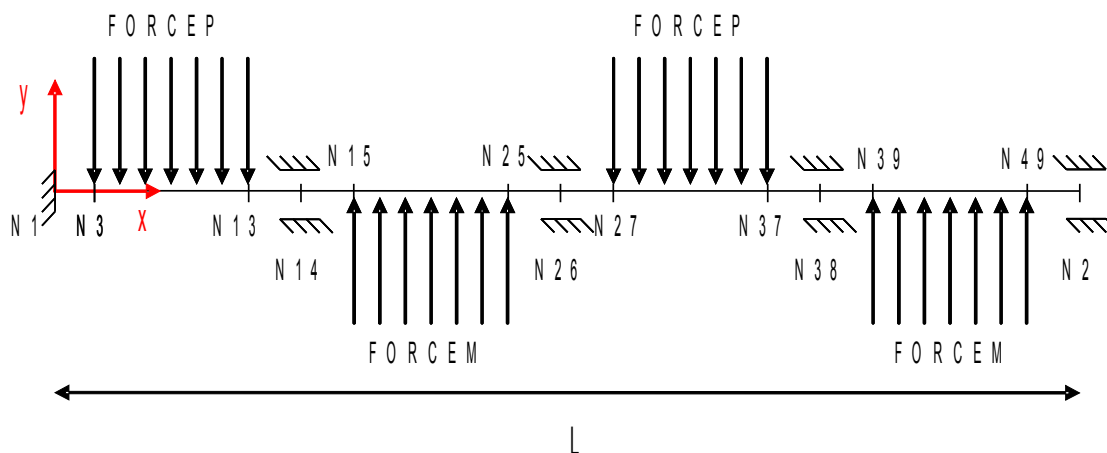 FORCEP FORCEP
y
N15 N25 N39 N49
N1 N3 x N13 N27 N37
N14 N26 N38 N2
FORCEM FORCEM
L